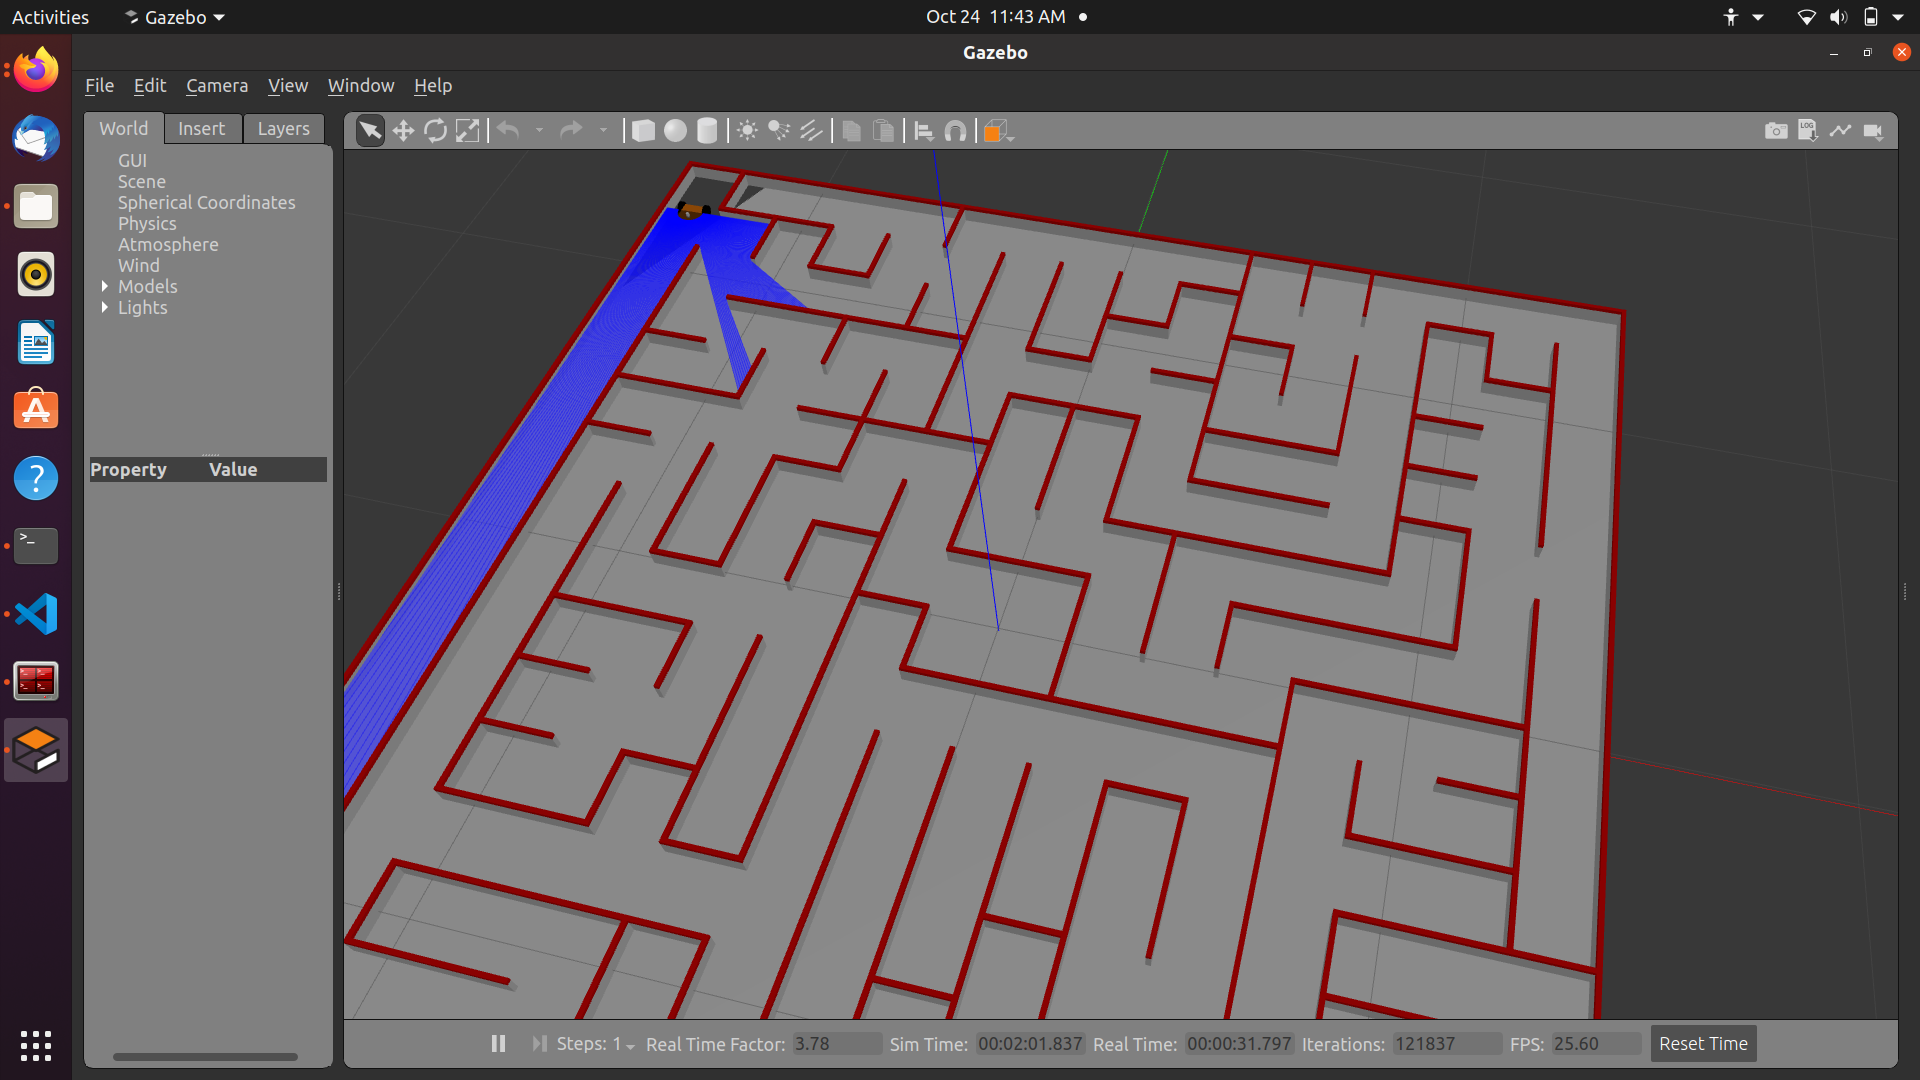 Activities Gazebo Oct 24 11:43 AM
Gazebo
File Edit Camera View Window Help
World Insert Layers
GUI
Scene
Spherical Coordinates
Physics
Atmosphere
Wind
Models
Lights
Property Value
LOG
Steps: 1 Real Time Factor: 3.78 Sim Time: 00:02:01.837 Real Time: 00:00:31.797 Iterations: 121837 FPS: 25.60 Reset Time